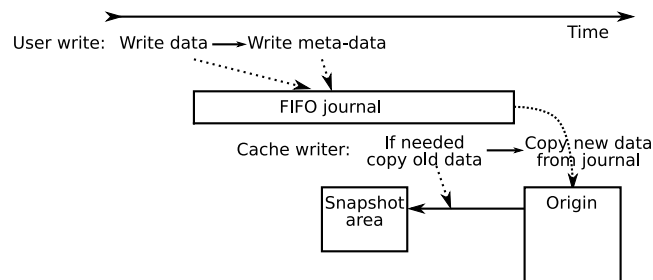 Time
User write: Write data Write meta-data
FIFO journal
Cache writer: If needed copy old data Copy new data from journal
Snapshot area
Origin